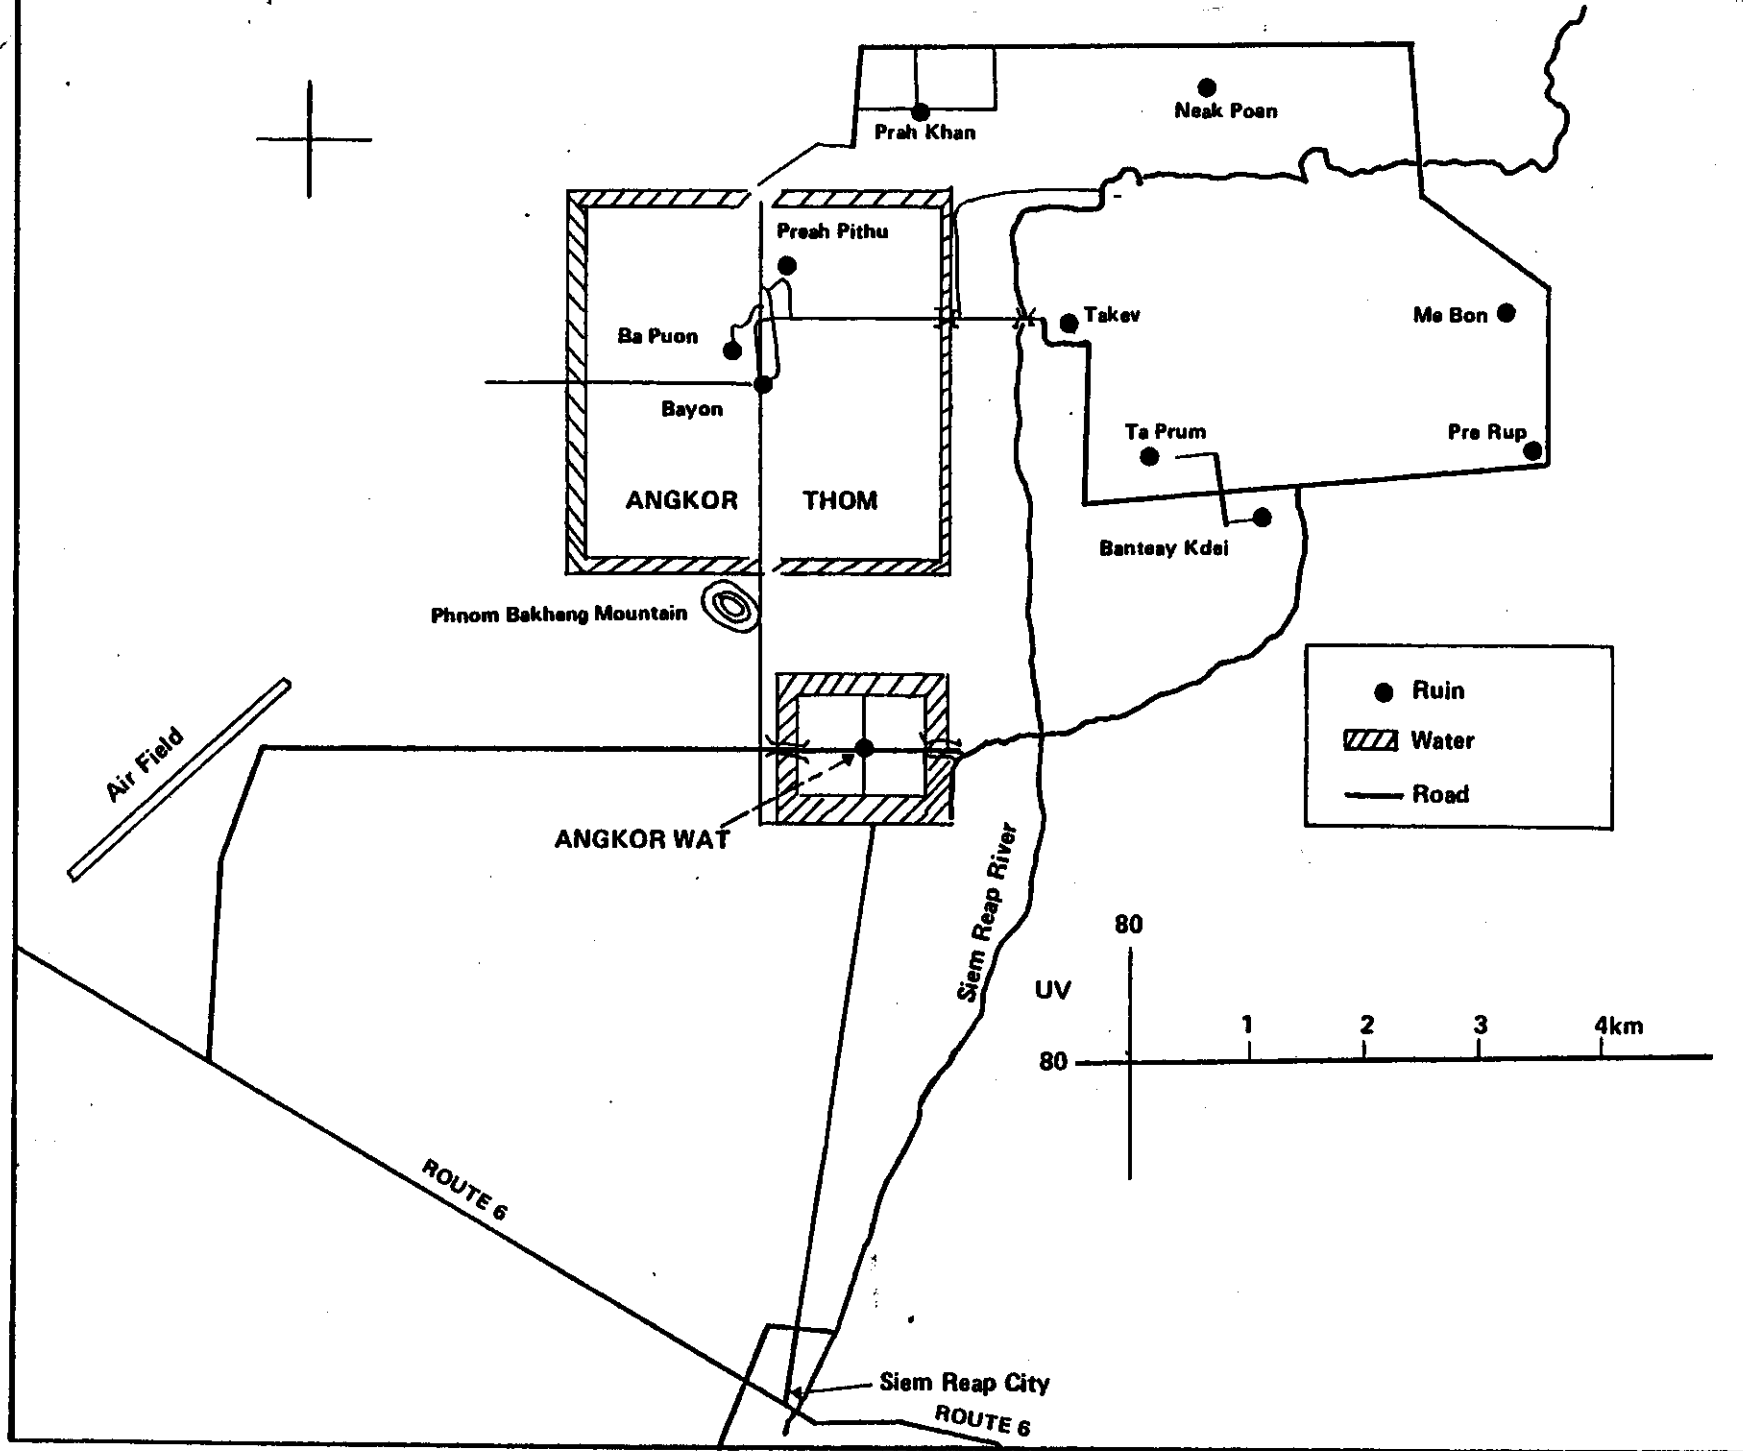 Neak Poan
Prah Khan
Preah Pithu
Takev
Me Bon
Ba Puon
Bayon
Ta Prum
Pre Rup
ANGKOR THOM
Banteay Kdei
Phnom Bakheng Mountain
Ruin
Water
Road
Air Field
ANGKOR WAT
Siem Reap River
80
UV
1 2 3 4km
80
ROUTE 6
Siem Reap City
ROUTE 6